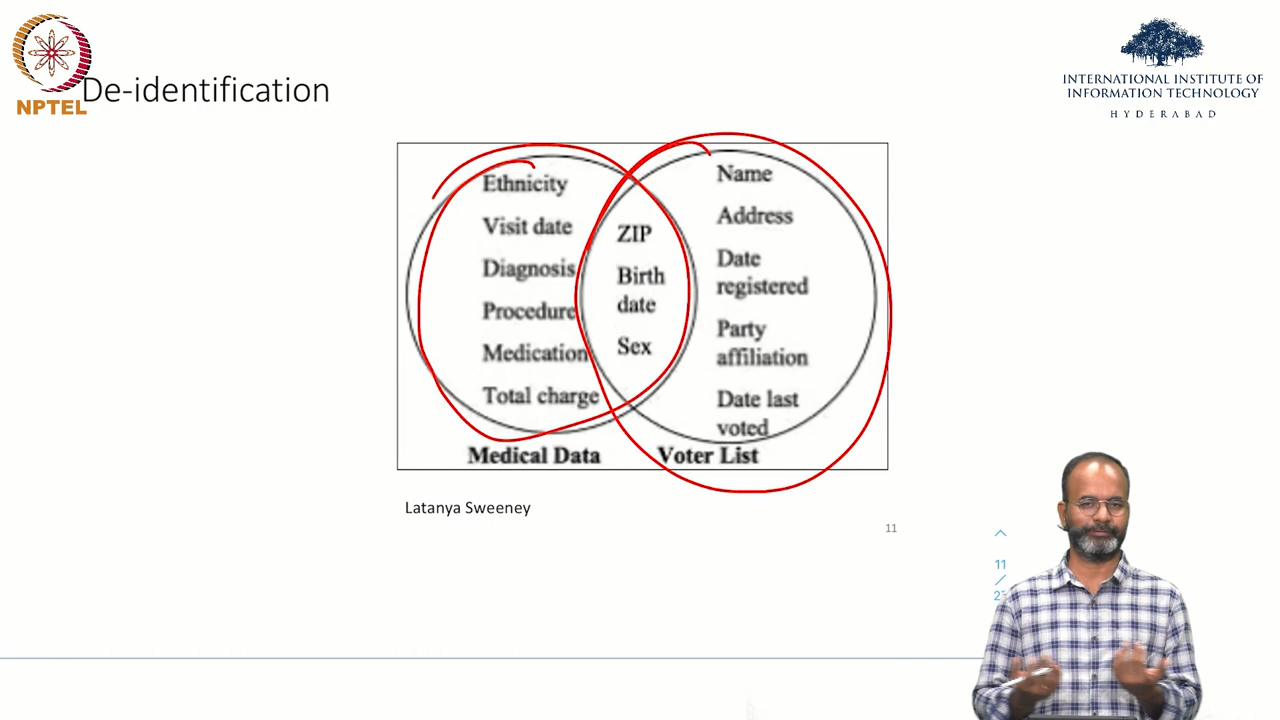 NPTEL
De-identification
INTERNATIONAL INSTITUTE OF
INFORMATION TECHNOLOGY
HYDERABAD
Ethnicity
Visit date
Diagnosis
Procedure
Medication
Total charge
ZIP
Birth
date
Sex
Name
Address
Date
registered
Party
affiliation
Date last
voted
Medical Data
Voter List
Latanya Sweeney
11
11
/